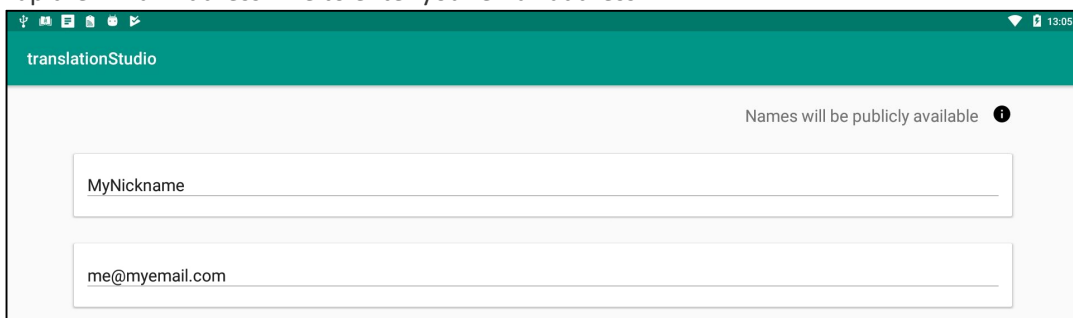 13:05
translationStudio
Names will be publicly available
MyNickname
me@myemail.com